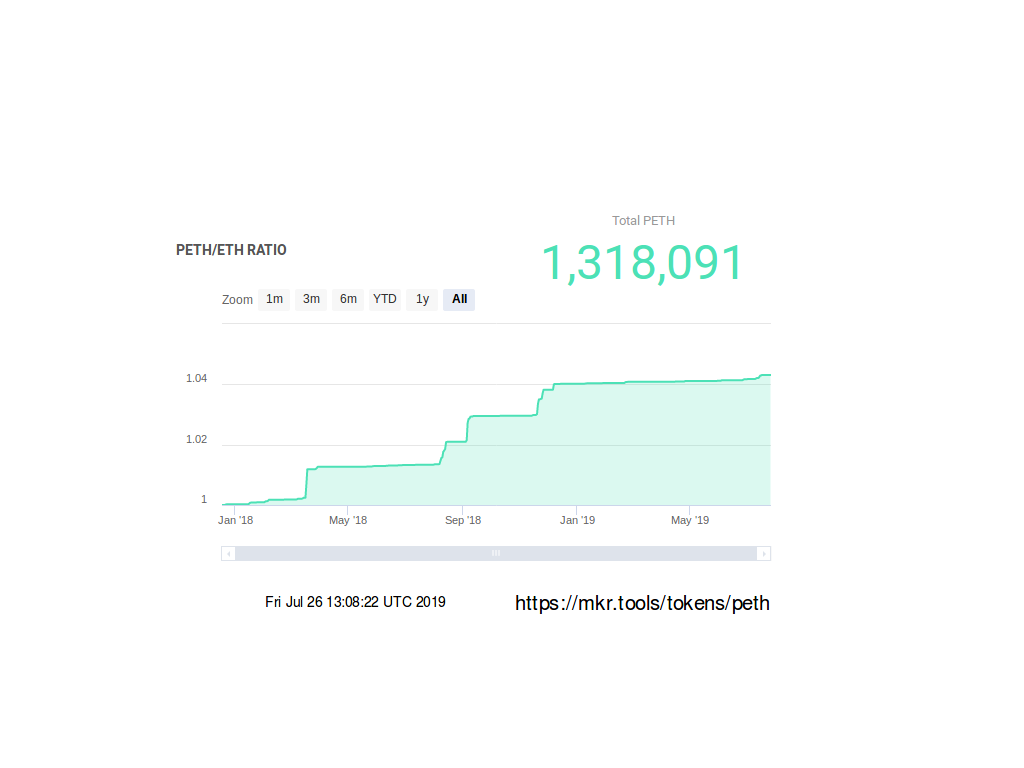 Total PETH
PETH/ETH RATIO
1,318,091
Zoom 1m 3m 6m YTD 1y All
1.04
1.02
1
Jan '18 May '18 Sep '18 Jan '19 May '19
Fri Jul 26 13:08:22 UTC 2019
https://mkr.tools/tokens/peth